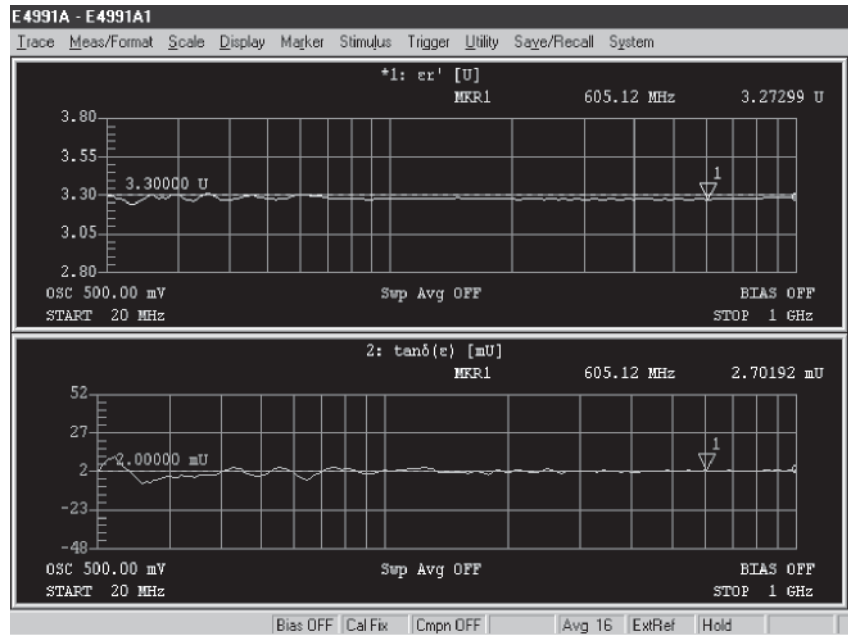 E4991A - E4991A1
Trace Meas/Format Scale Display Marker Stimulus Trigger Utility Save/Recall System
*1: εr' [U]
MKR1 605.12 MHz 3.27299 U
3.80
3.55
1
3.30000 U
3.30
3.05
2.80
OSC 500.00 mV Swp Avg OFF BIAS OFF
START 20 MHz STOP 1 GHz
2: tanδ(ε) [mU]
MKR1 605.12 MHz 2.70192 mU
52
27
1
2.00000 mU
2
-23
-48
OSC 500.00 mV Swp Avg OFF BIAS OFF
START 20 MHz STOP 1 GHz
Bias OFF Cal Fix Cmpn OFF Avg 16 ExtRef Hold